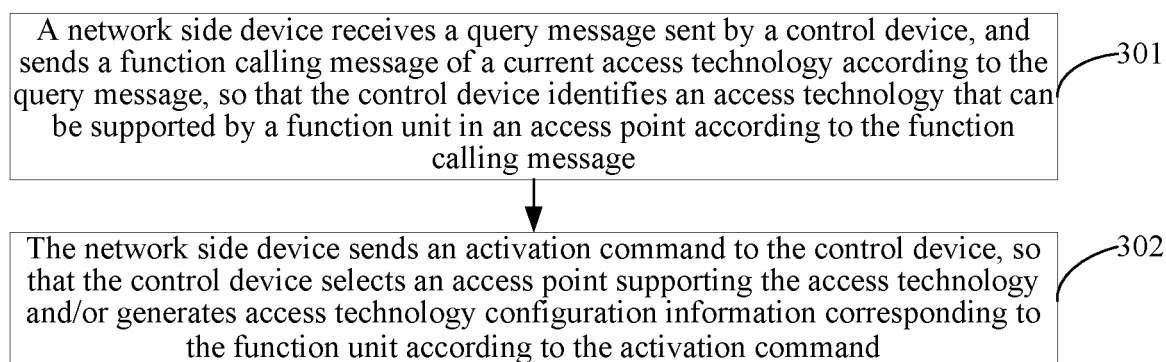 A network side device receives a query message sent by a control device, and
sends a function calling message of a current access technology according to the
query message, so that the control device identifies an access technology that can
be supported by a function unit in an access point according to the function
calling message
301
The network side device sends an activation command to the control device, so
that the control device selects an access point supporting the access technology
and/or generates access technology configuration information corresponding to
the function unit according to the activation command
302